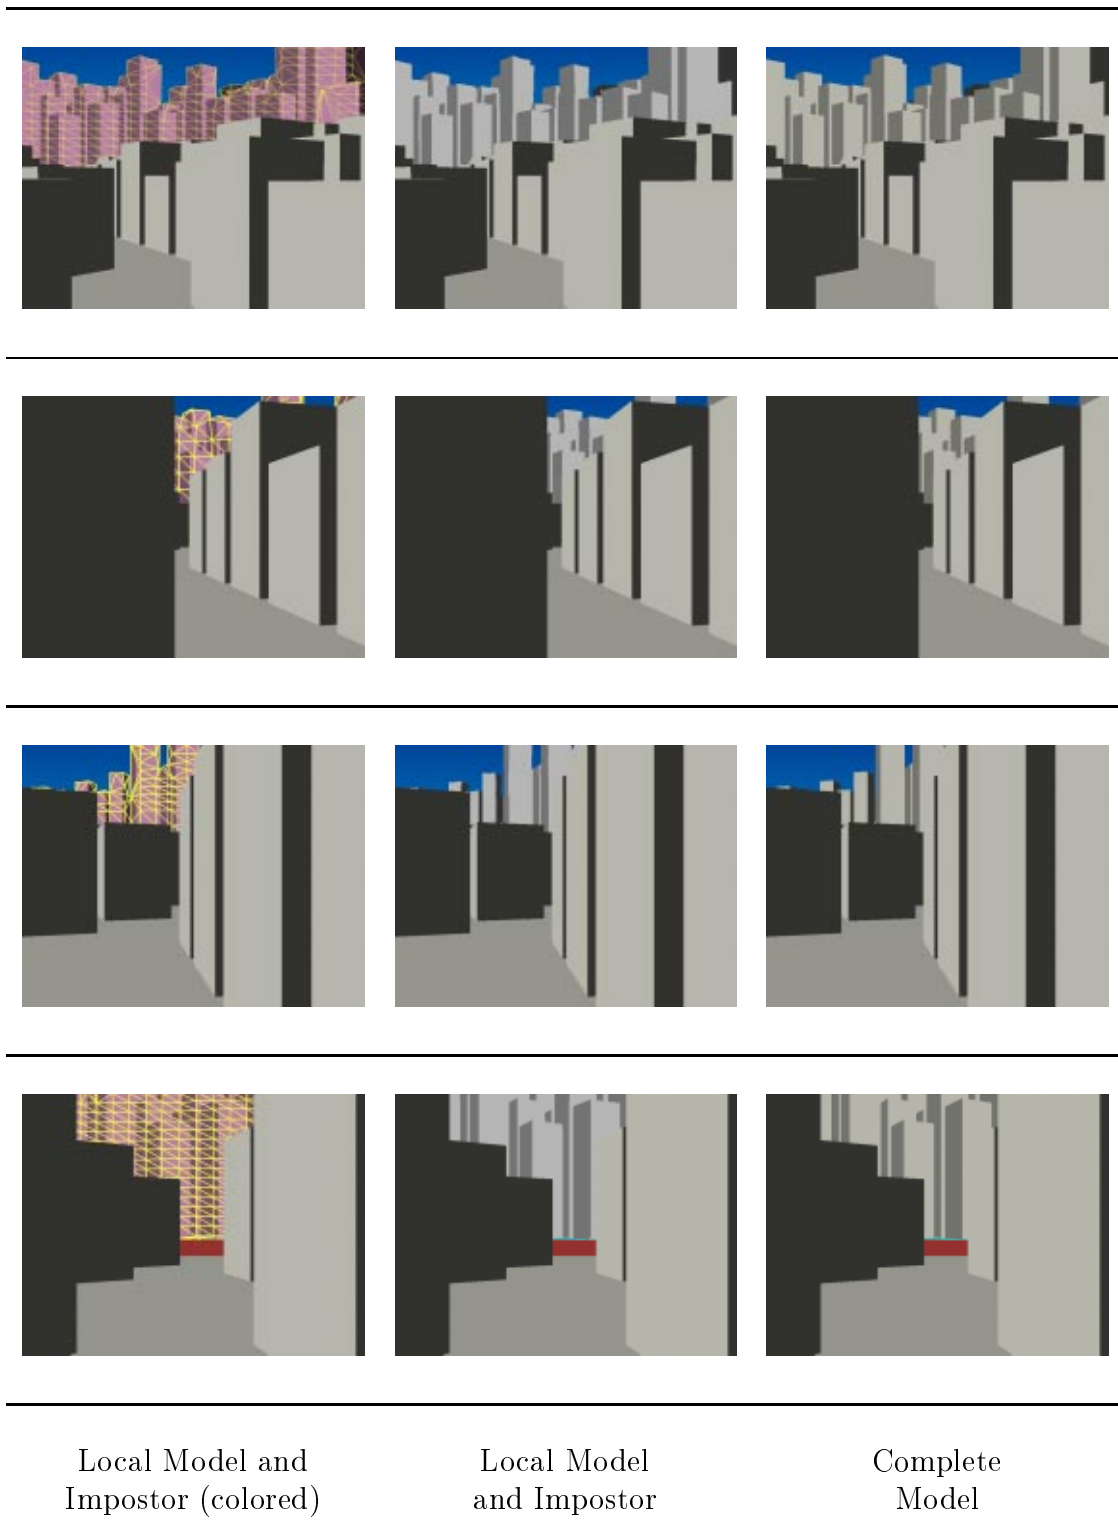 Local Model and
Impostor (colored)
Local Model
and Impostor
Complete
Model